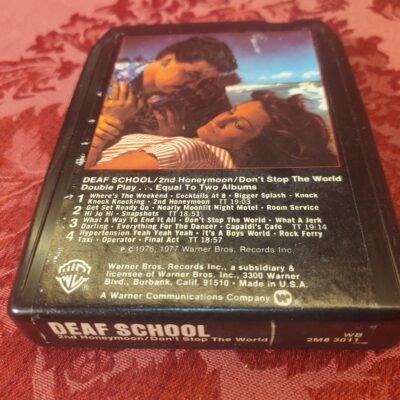 DEAF SCHOOL/2nd Honeymoon/Don't Stop The World
Double Play... Equal To Two Albums
1 Where's The Weekend • Cocktails At 8 • Bigger Splash • Knock
Knock Knocking • 2nd Honeymoon TT 19:03
2 Get Set Ready Go • Nearly Moonlit Night Motel • Room Service
Hi Jo Hi • Snapshots TT 18:51
3 What A Way To End It All • Don't Stop The World • What A Jerk
Darling • Everything For The Dancer • Capaldi's Cafe TT 19:14
4 Hypertension Yeah Yeah Yeah • It's A Boys World • Rock Ferry
Taxi • Operator • Final Act TT 18:57
℗ © 1976, 1977 Warner Bros. Records Inc.
Warner Bros. Records Inc., a subsidiary &
licensee of Warner Bros. Inc., 3300 Warner
Blvd., Burbank, Calif. 91510 • Made in U.S.A.
A Warner Communications Company
DEAF SCHOOL
2nd Honeymoon/Don't Stop The World
WB
2M8 3011